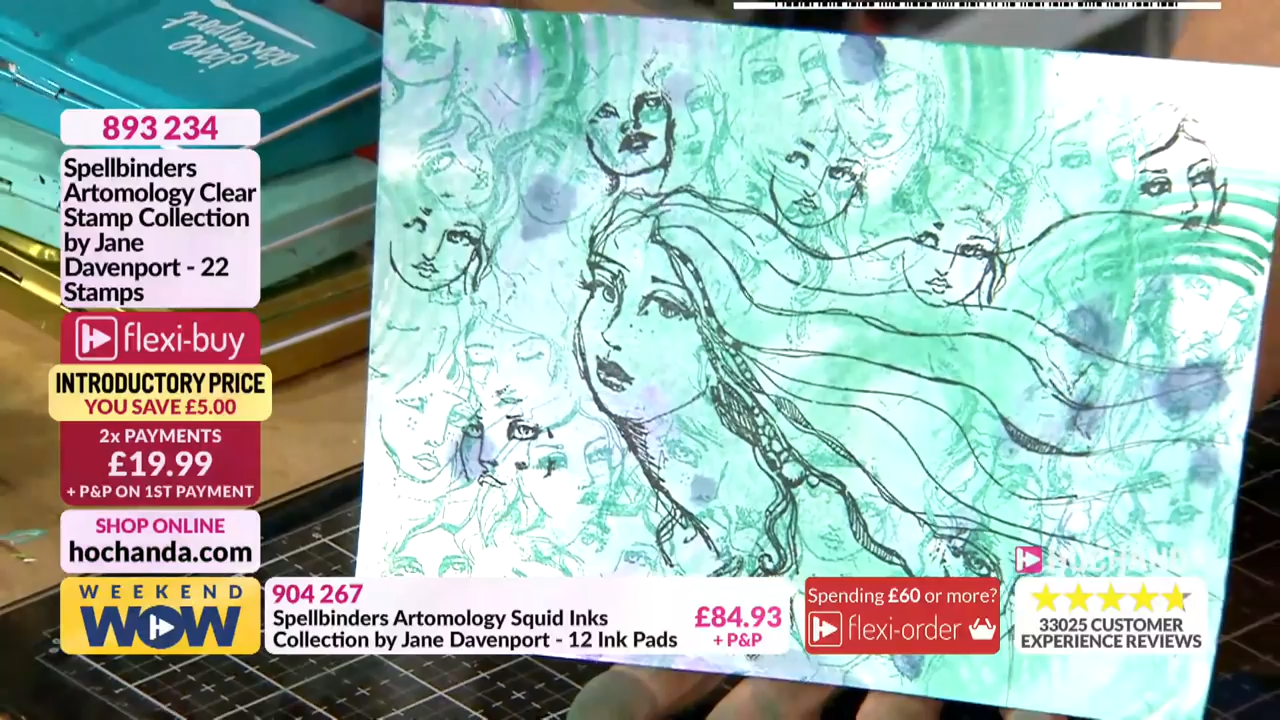 Jane
davenport
893 234
Spellbinders
Artomology Clear
Stamp Collection
by Jane
Davenport - 22
Stamps
flexi-buy
INTRODUCTORY PRICE
YOU SAVE £5.00
2x PAYMENTS
£19.99
+ P&P ON 1ST PAYMENT
SHOP ONLINE
hochanda.com
WEEKEND
WOW
904 267
Spellbinders Artomology Squid Inks
Collection by Jane Davenport - 12 Ink Pads
£84.93
+ P&P
Spending £60 or more?
flexi-order
HOCHANDA
33025 CUSTOMER
EXPERIENCE REVIEWS